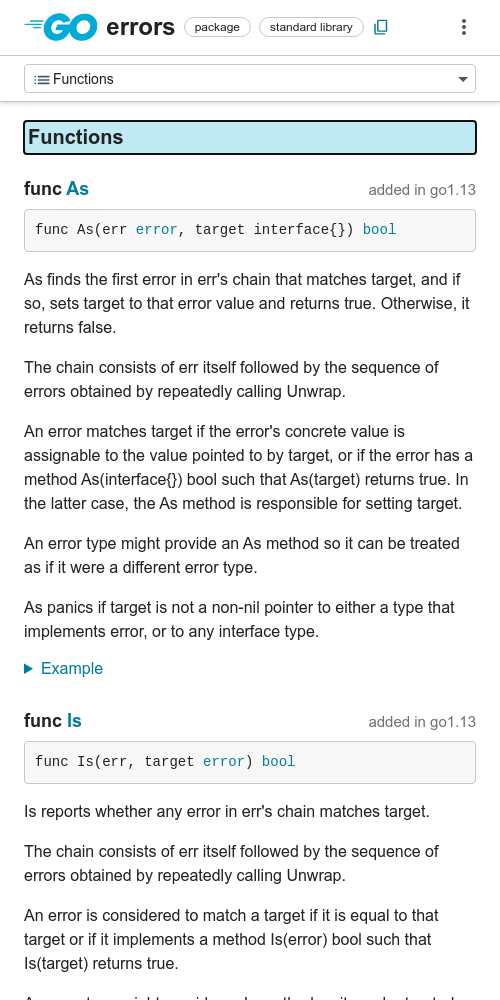 GO errors package standard library
Functions
Functions
func As added in go1.13
func As(err error, target interface{}) bool
As finds the first error in err's chain that matches target, and if
so, sets target to that error value and returns true. Otherwise, it
returns false.
The chain consists of err itself followed by the sequence of
errors obtained by repeatedly calling Unwrap.
An error matches target if the error's concrete value is
assignable to the value pointed to by target, or if the error has a
method As(interface{}) bool such that As(target) returns true. In
the latter case, the As method is responsible for setting target.
An error type might provide an As method so it can be treated
as if it were a different error type.
As panics if target is not a non-nil pointer to either a type that
implements error, or to any interface type.
Example
func Is added in go1.13
func Is(err, target error) bool
Is reports whether any error in err's chain matches target.
The chain consists of err itself followed by the sequence of
errors obtained by repeatedly calling Unwrap.
An error is considered to match a target if it is equal to that
target or if it implements a method Is(error) bool such that
Is(target) returns true.